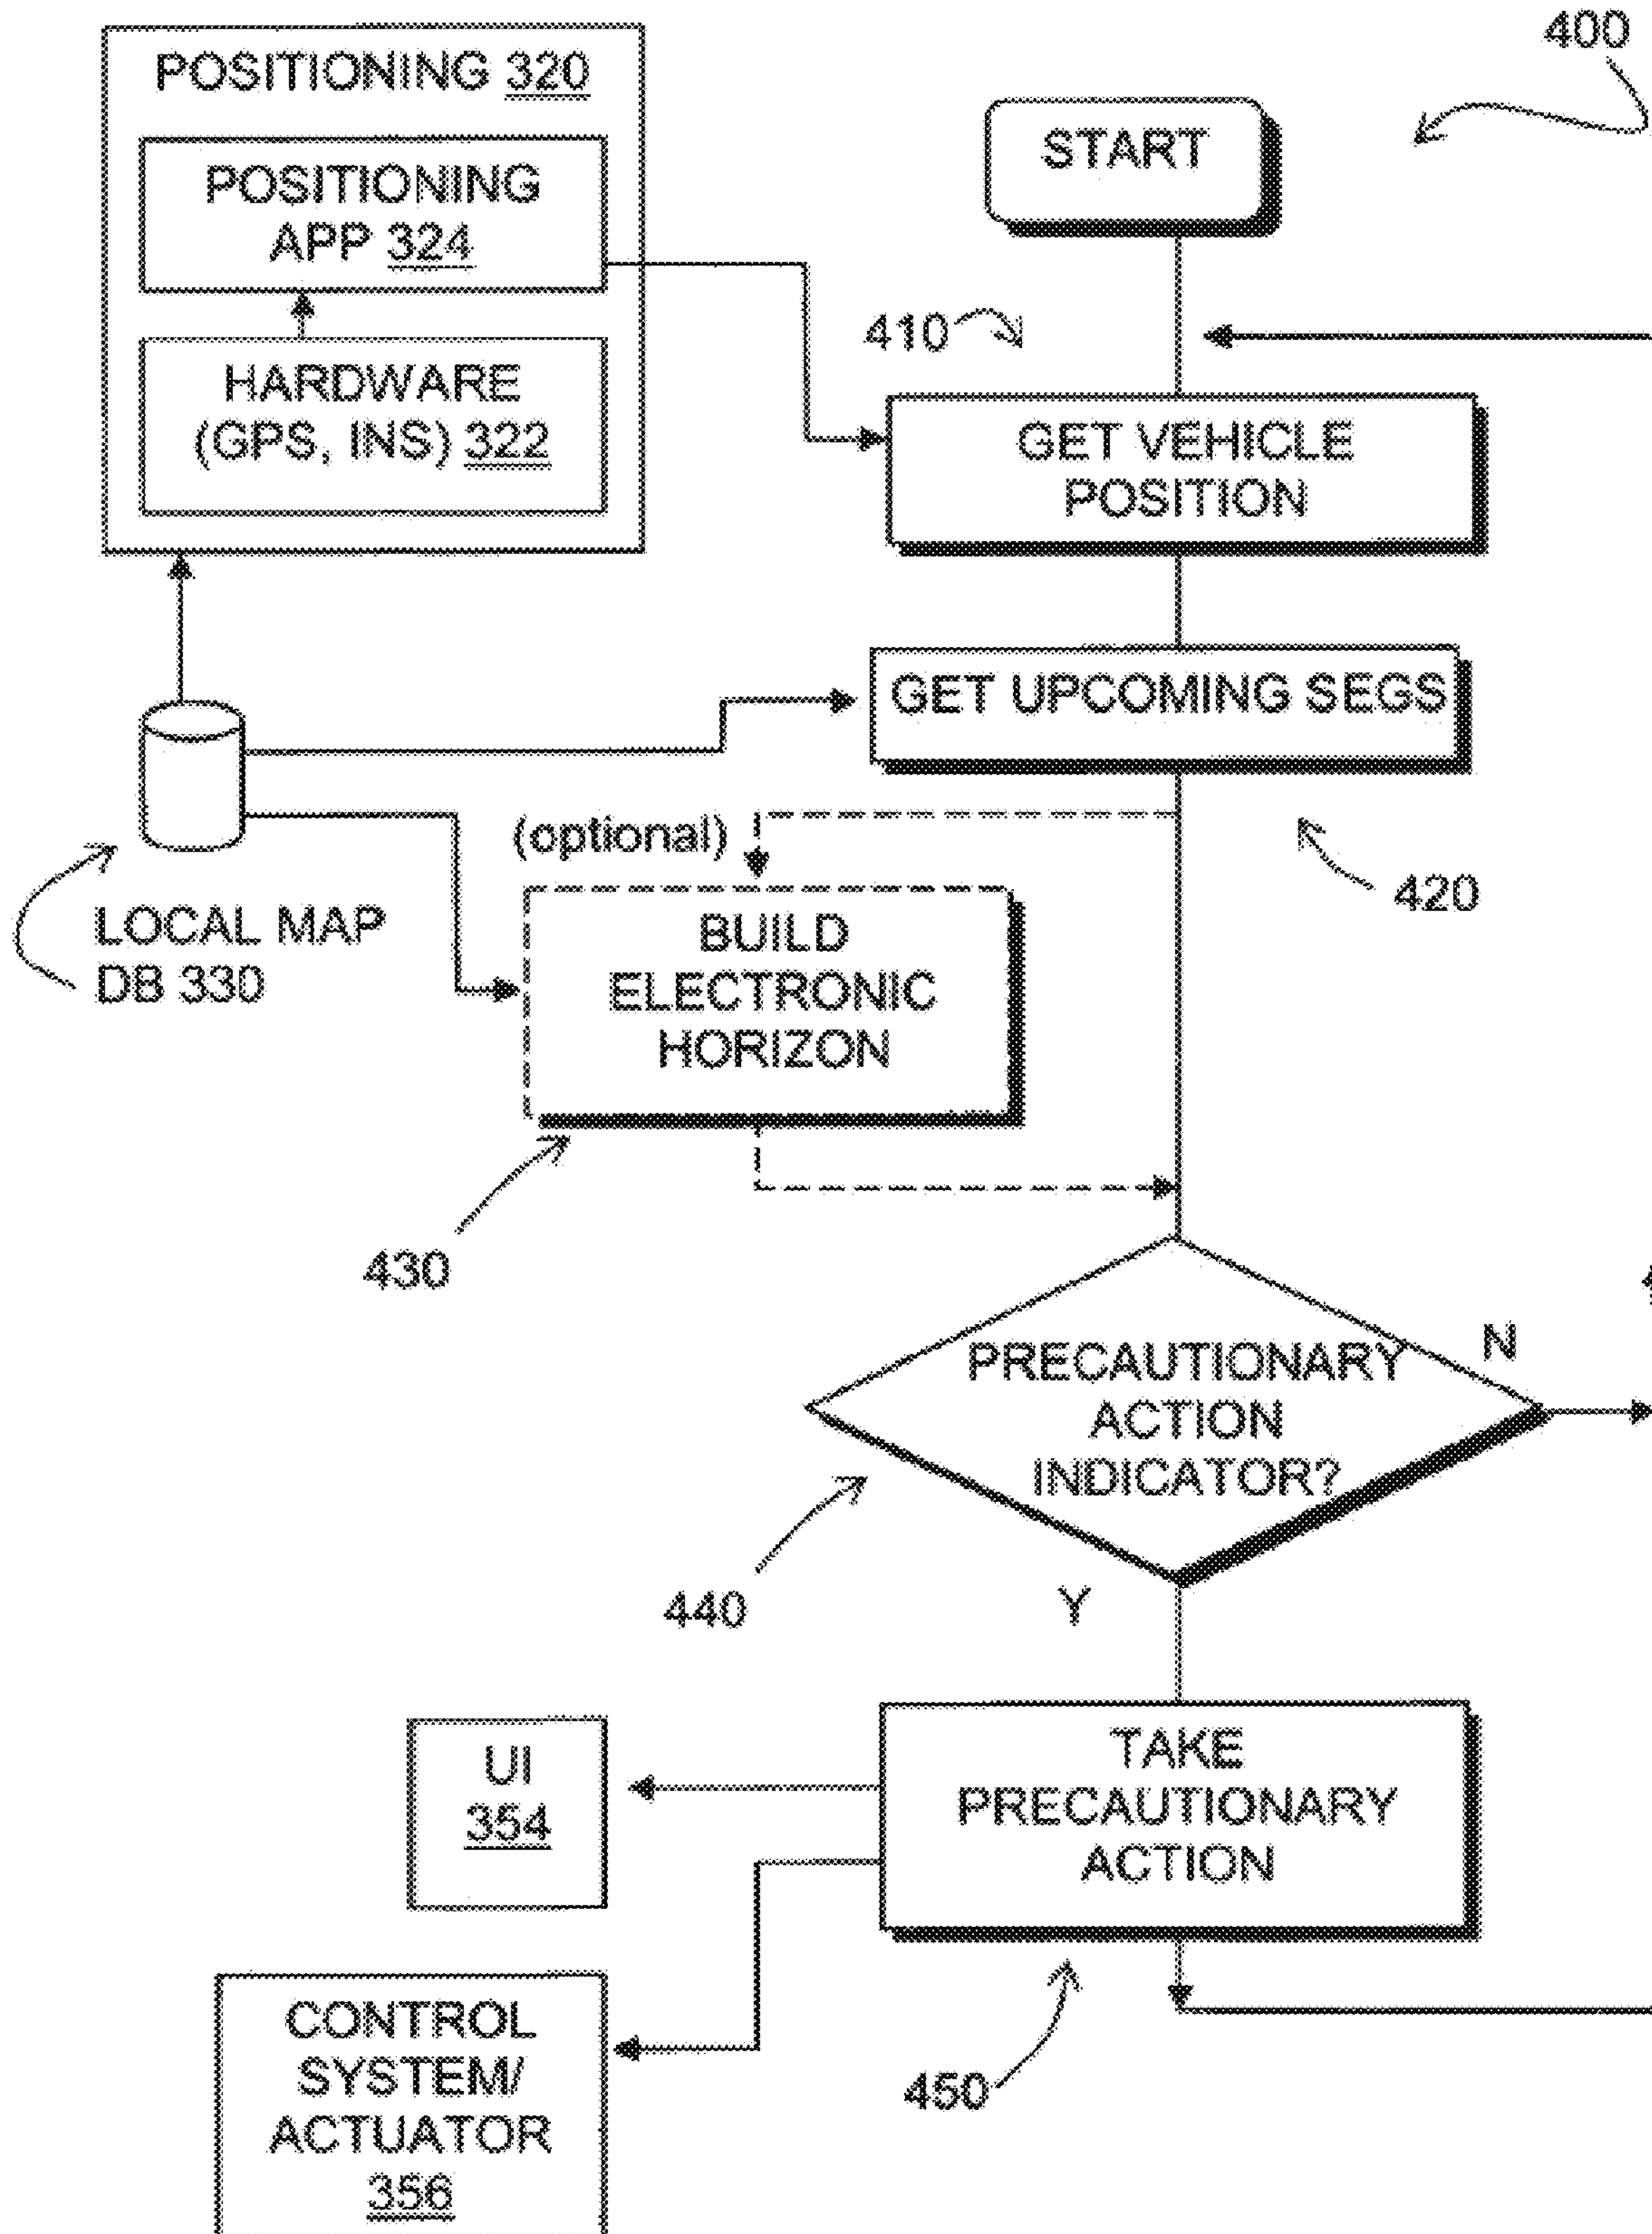 400
POSITIONING 320
START
POSITIONING
APP 324
410
HARDWARE
(GPS, INS) 322
GET VEHICLE
POSITION
GET UPCOMING SEGS
(optional)
420
LOCAL MAP
DB 330
BUILD
ELECTRONIC
HORIZON
430
PRECAUTIONARY
ACTION
INDICATOR?
N
440
Y
UI
354
TAKE
PRECAUTIONARY
ACTION
CONTROL
SYSTEM/
ACTUATOR
356
450